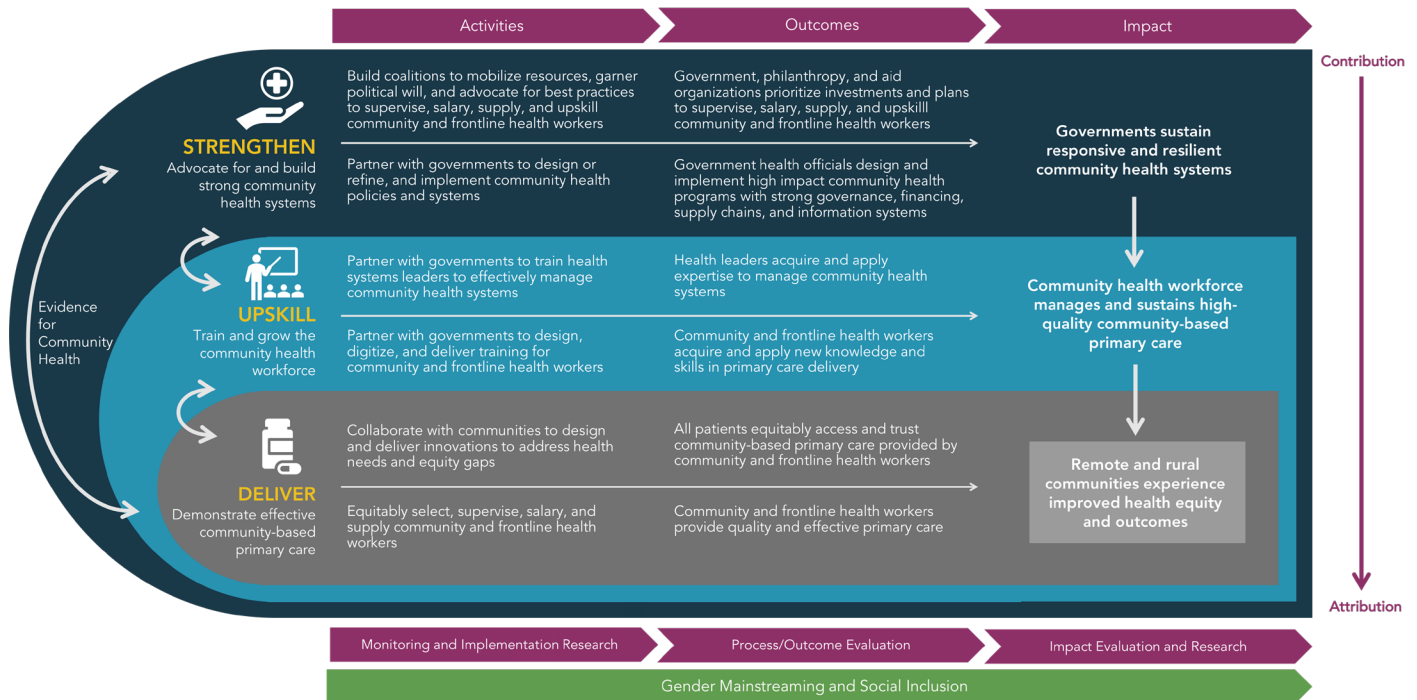 Activities
Outcomes
Impact
Contribution
STRENGTHEN
Advocate for and build
strong community
health systems
Build coalitions to mobilize resources, garner
political will, and advocate for best practices
to supervise, salary, supply, and upskill
community and frontline health workers
Government, philanthropy, and aid
organizations prioritize investments and plans
to supervise, salary, supply, and upskilll
community and frontline health workers
Partner with governments to design or
refine, and implement community health
policies and systems
Government health officials design and
implement high impact community health
programs with strong governance, financing,
supply chains, and information systems
Governments sustain
responsive and resilient
community health systems
Evidence
for
Community
Health
UPSKILL
Train and grow the
community health
workforce
Partner with governments to train health
systems leaders to effectively manage
community health systems
Health leaders acquire and apply
expertise to manage community health
systems
Partner with governments to design,
digitize, and deliver training for
community and frontline health workers
Community and frontline health workers
acquire and apply new knowledge and
skills in primary care delivery
Community health workforce
manages and sustains high-
quality community-based
primary care
DELIVER
Demonstrate effective
community-based
primary care
Collaborate with communities to design
and deliver innovations to address health
needs and equity gaps
All patients equitably access and trust
community-based primary care provided by
community and frontline health workers
Equitably select, supervise, salary, and
supply community and frontline health
workers
Community and frontline health workers
provide quality and effective primary care
Remote and rural
communities experience
improved health equity
and outcomes
Attribution
Monitoring and Implementation Research
Process/Outcome Evaluation
Impact Evaluation and Research
Gender Mainstreaming and Social Inclusion